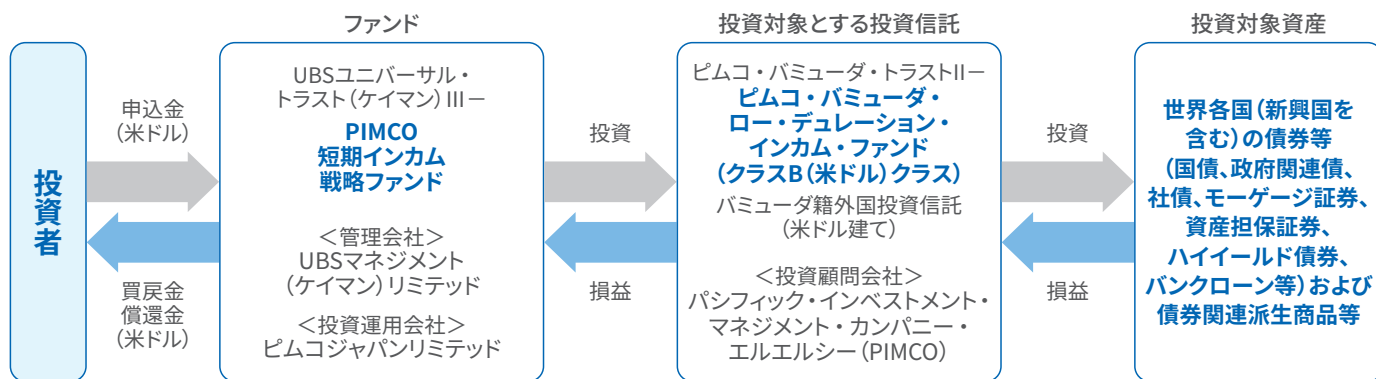 投資者
申込金
（米ドル）
買戻金
償還金
（米ドル）
ファンド
UBSユニバーサル・
トラスト（ケイマン）III－
PIMCO
短期インカム
戦略ファンド
＜管理会社＞
UBSマネジメント
（ケイマン）リミテッド
＜投資運用会社＞
ピムコジャパンリミテッド
投資
損益
投資対象とする投資信託
ピムコ・バミューダ・トラストII－
ピムコ・バミューダ・
ロー・デュレーション・
インカム・ファンド
（クラスB（米ドル）クラス）
バミューダ籍外国投資信託
（米ドル建て）
＜投資顧問会社＞
パシフィック・インベストメント・
マネジメント・カンパニー・
エルエルシー（PIMCO）
投資
損益
投資対象資産
世界各国（新興国を
含む）の債券等
（国債、政府関連債、
社債、モーゲージ証券、
資産担保証券、
ハイイールド債券、
バンクローン等）および
債券関連派生商品等